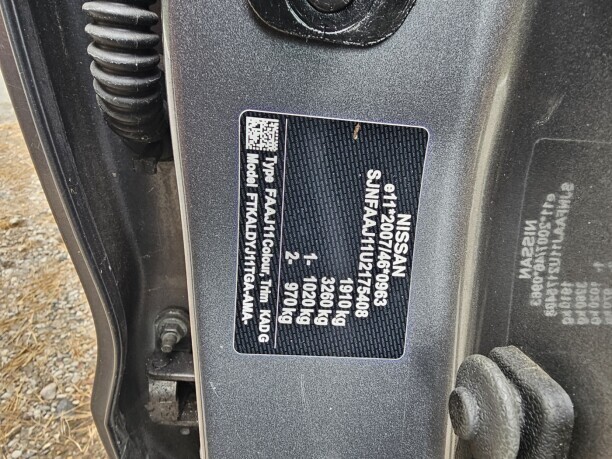 NISSAN
e11*2007/46*0963
SJNFAAJ11U2175408
1910 kg
3260 kg
1- 1020 kg
2- 970 kg
Type FAAJ11 Colour, Trim KADG
Model FTKALDYJ11TGA-AMA-